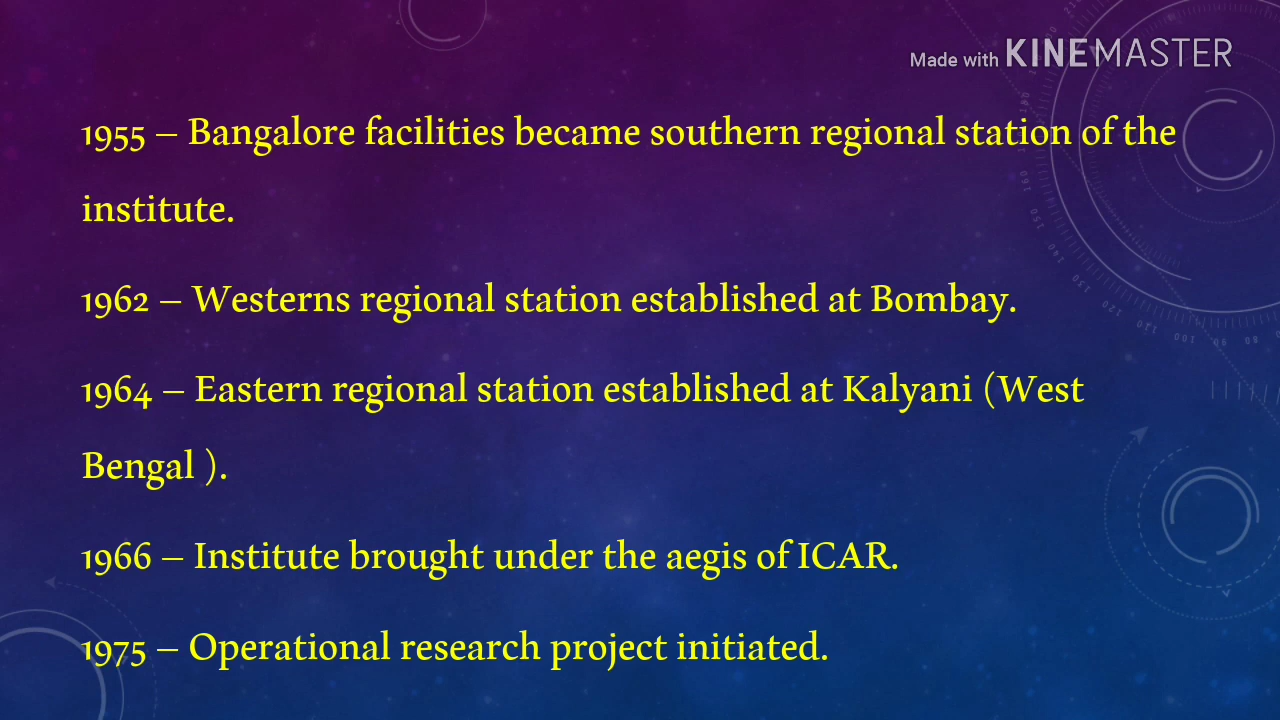 Made with KINEMASTER
1955 – Bangalore facilities became southern regional station of the
institute.
1962 – Westerns regional station established at Bombay.
1964 – Eastern regional station established at Kalyani (West
Bengal ).
1966 – Institute brought under the aegis of ICAR.
1975 – Operational research project initiated.